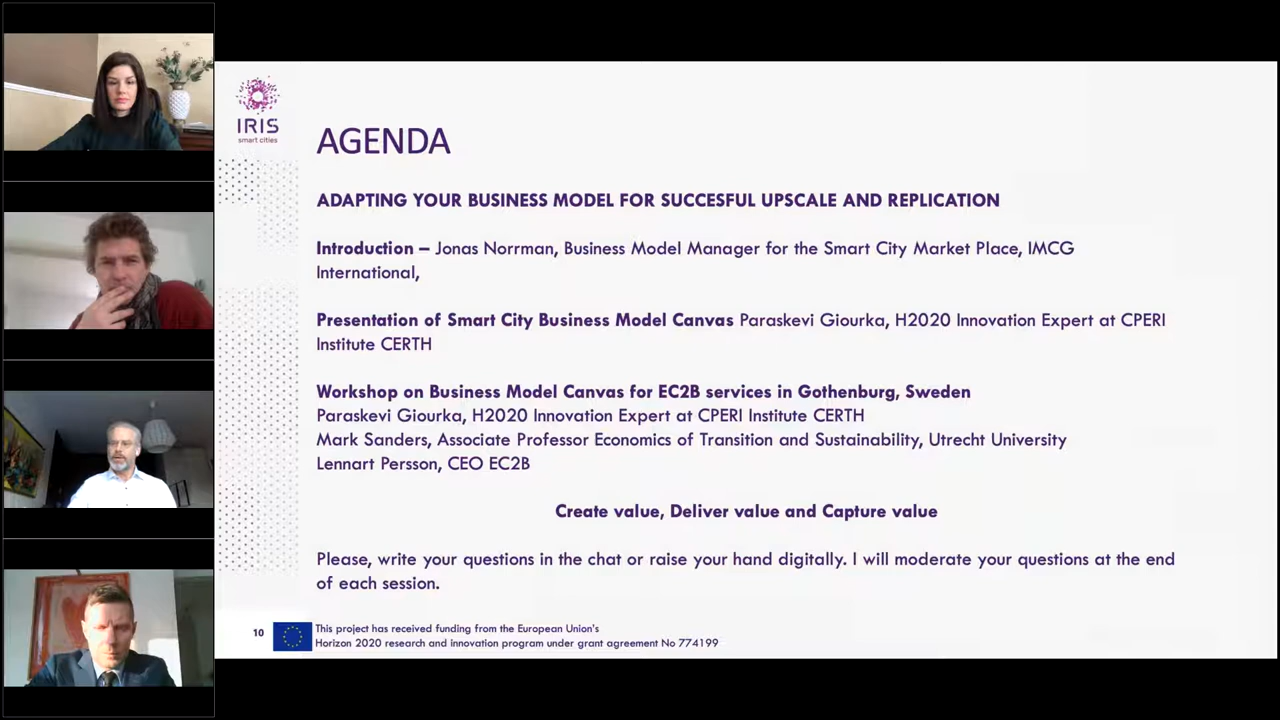 IRIS
smart cities
AGENDA
ADAPTING YOUR BUSINESS MODEL FOR SUCCESFUL UPSCALE AND REPLICATION
Introduction – Jonas Norrman, Business Model Manager for the Smart City Market Place, IMCG
International,
Presentation of Smart City Business Model Canvas Paraskevi Giourka, H2020 Innovation Expert at CPERI
Institute CERTH
Workshop on Business Model Canvas for EC2B services in Gothenburg, Sweden
Paraskevi Giourka, H2020 Innovation Expert at CPERI Institute CERTH
Mark Sanders, Associate Professor Economics of Transition and Sustainability, Utrecht University
Lennart Persson, CEO EC2B
Create value, Deliver value and Capture value
Please, write your questions in the chat or raise your hand digitally. I will moderate your questions at the end
of each session.
10
This project has received funding from the European Union's
Horizon 2020 research and innovation program under grant agreement No 774199